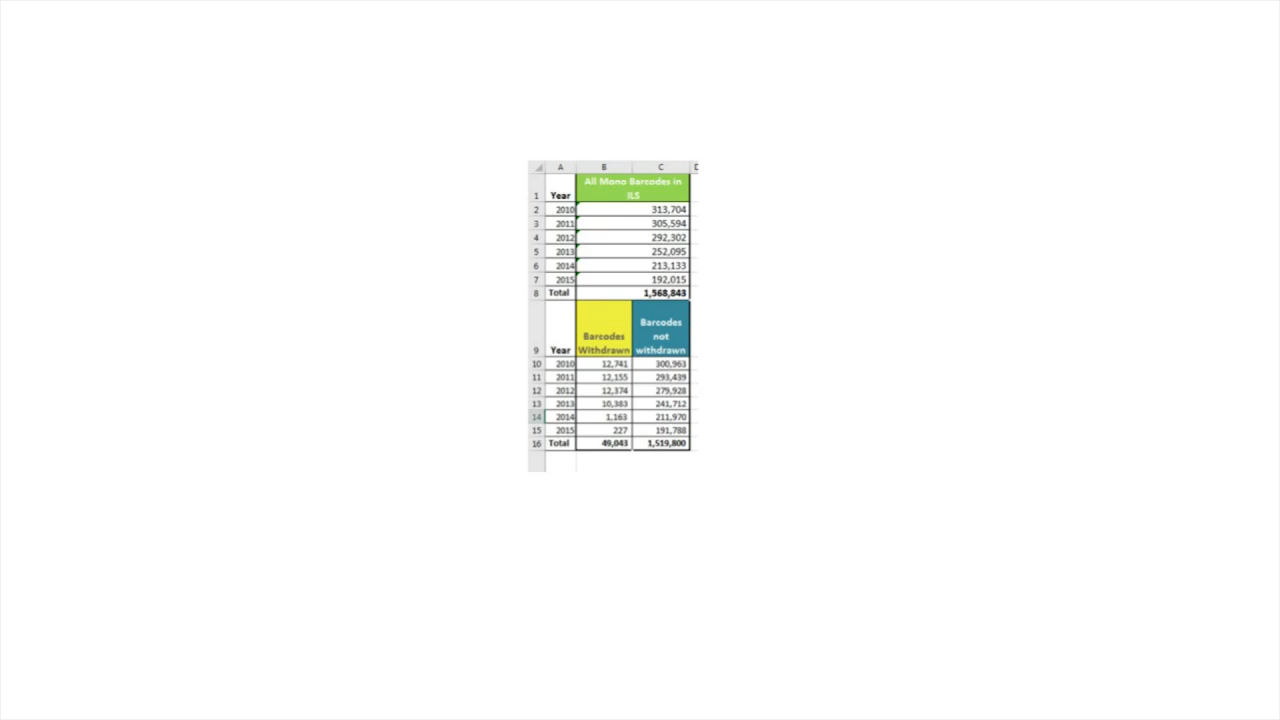 A B C D
1 Year All Mono Barcodes in ILS
2 2010 313,704
3 2011 305,594
4 2012 292,302
5 2013 252,095
6 2014 213,133
7 2015 192,015
8 Total 1,568,843
9 Year Barcodes Withdrawn Barcodes not withdrawn
10 2010 12,741 300,963
11 2011 12,155 293,439
12 2012 12,374 279,928
13 2013 10,383 241,712
14 2014 1,163 211,970
15 2015 227 191,788
16 Total 49,043 1,519,800